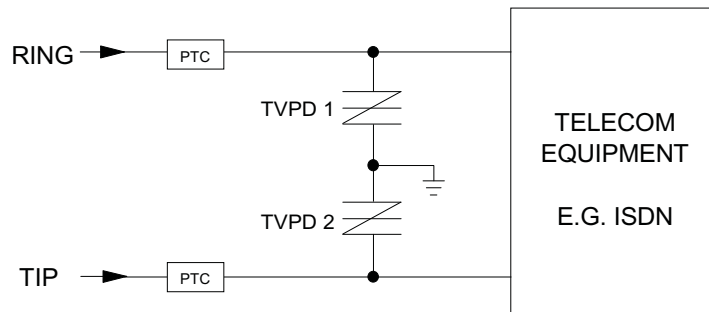 RING
PTC
TVPD 1
TELECOM
EQUIPMENT
E.G. ISDN
TVPD 2
TIP
PTC